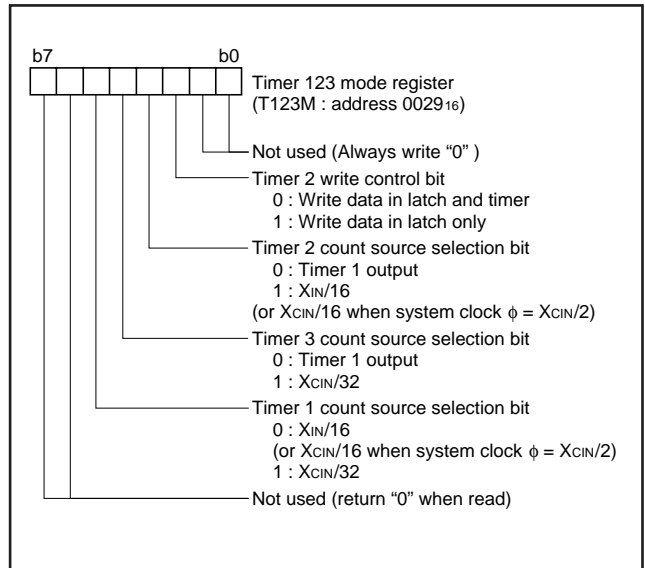 b7 b0
Timer 123 mode register
(T123M : address 002916)
Not used (Always write “0” )
Timer 2 write control bit
0 : Write data in latch and timer
1 : Write data in latch only
Timer 2 count source selection bit
0 : Timer 1 output
1 : XIN/16
(or XCIN/16 when system clock ϕ = XCIN/2)
Timer 3 count source selection bit
0 : Timer 1 output
1 : XCIN/32
Timer 1 count source selection bit
0 : XIN/16
(or XCIN/16 when system clock ϕ = XCIN/2)
1 : XCIN/32
Not used (return “0” when read)